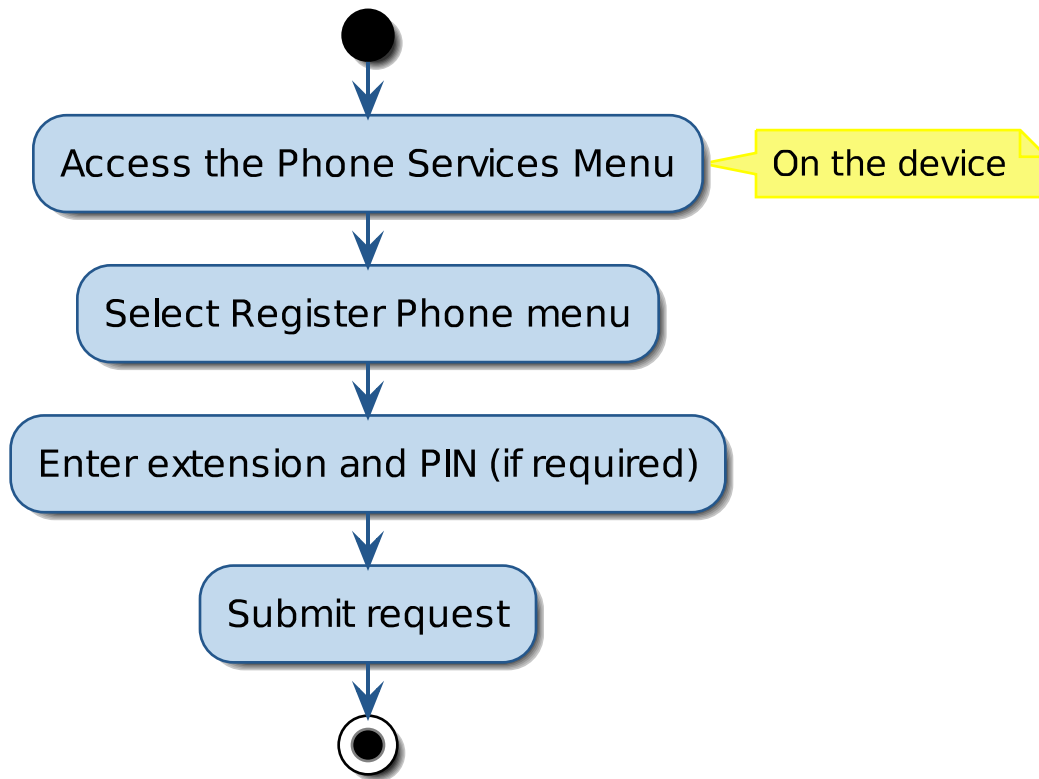 Access the Phone Services Menu
On the device
Select Register Phone menu
Enter extension and PIN (if required)
Submit request